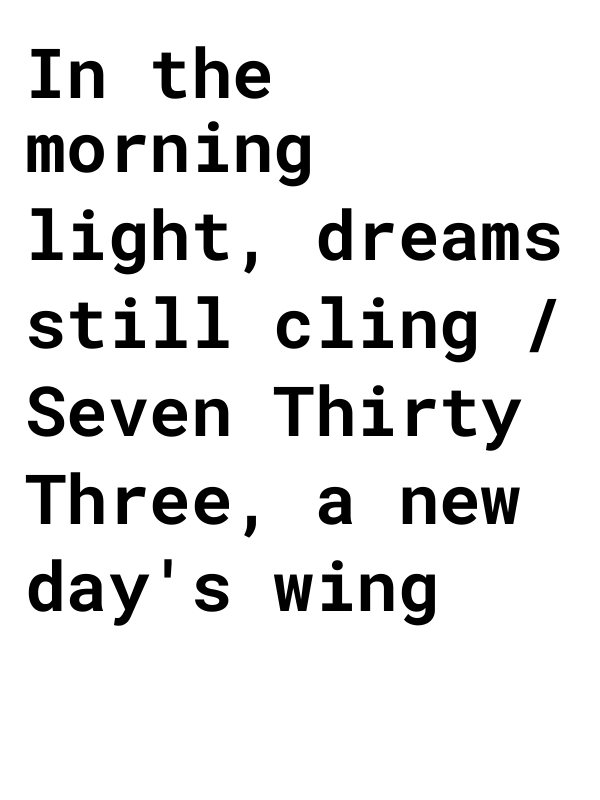 In the
morning
light, dreams
still cling /
Seven Thirty
Three, a new
day's wing